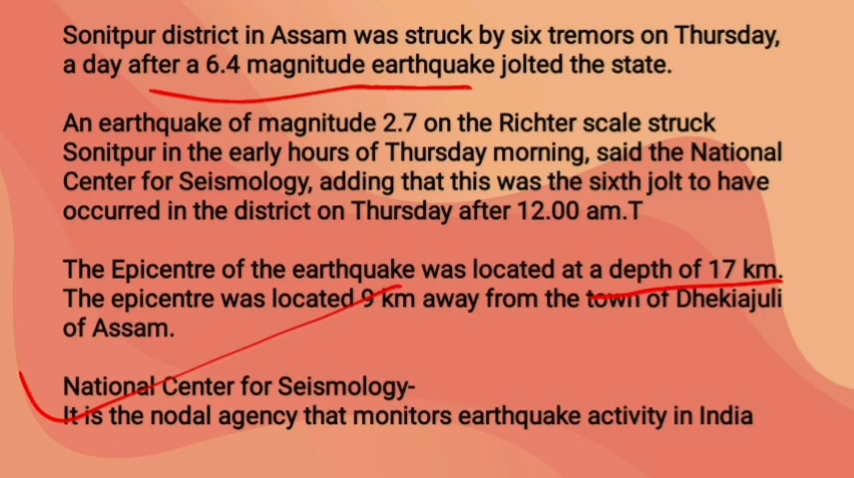 Sonitpur district in Assam was struck by six tremors on Thursday,
a day after a 6.4 magnitude earthquake jolted the state.
An earthquake of magnitude 2.7 on the Richter scale struck
Sonitpur in the early hours of Thursday morning, said the National
Center for Seismology, adding that this was the sixth jolt to have
occurred in the district on Thursday after 12.00 am.T
The Epicentre of the earthquake was located at a depth of 17 km.
The epicentre was located 9 km away from the town of Dhekiajuli
of Assam.
National Center for Seismology-
It is the nodal agency that monitors earthquake activity in India